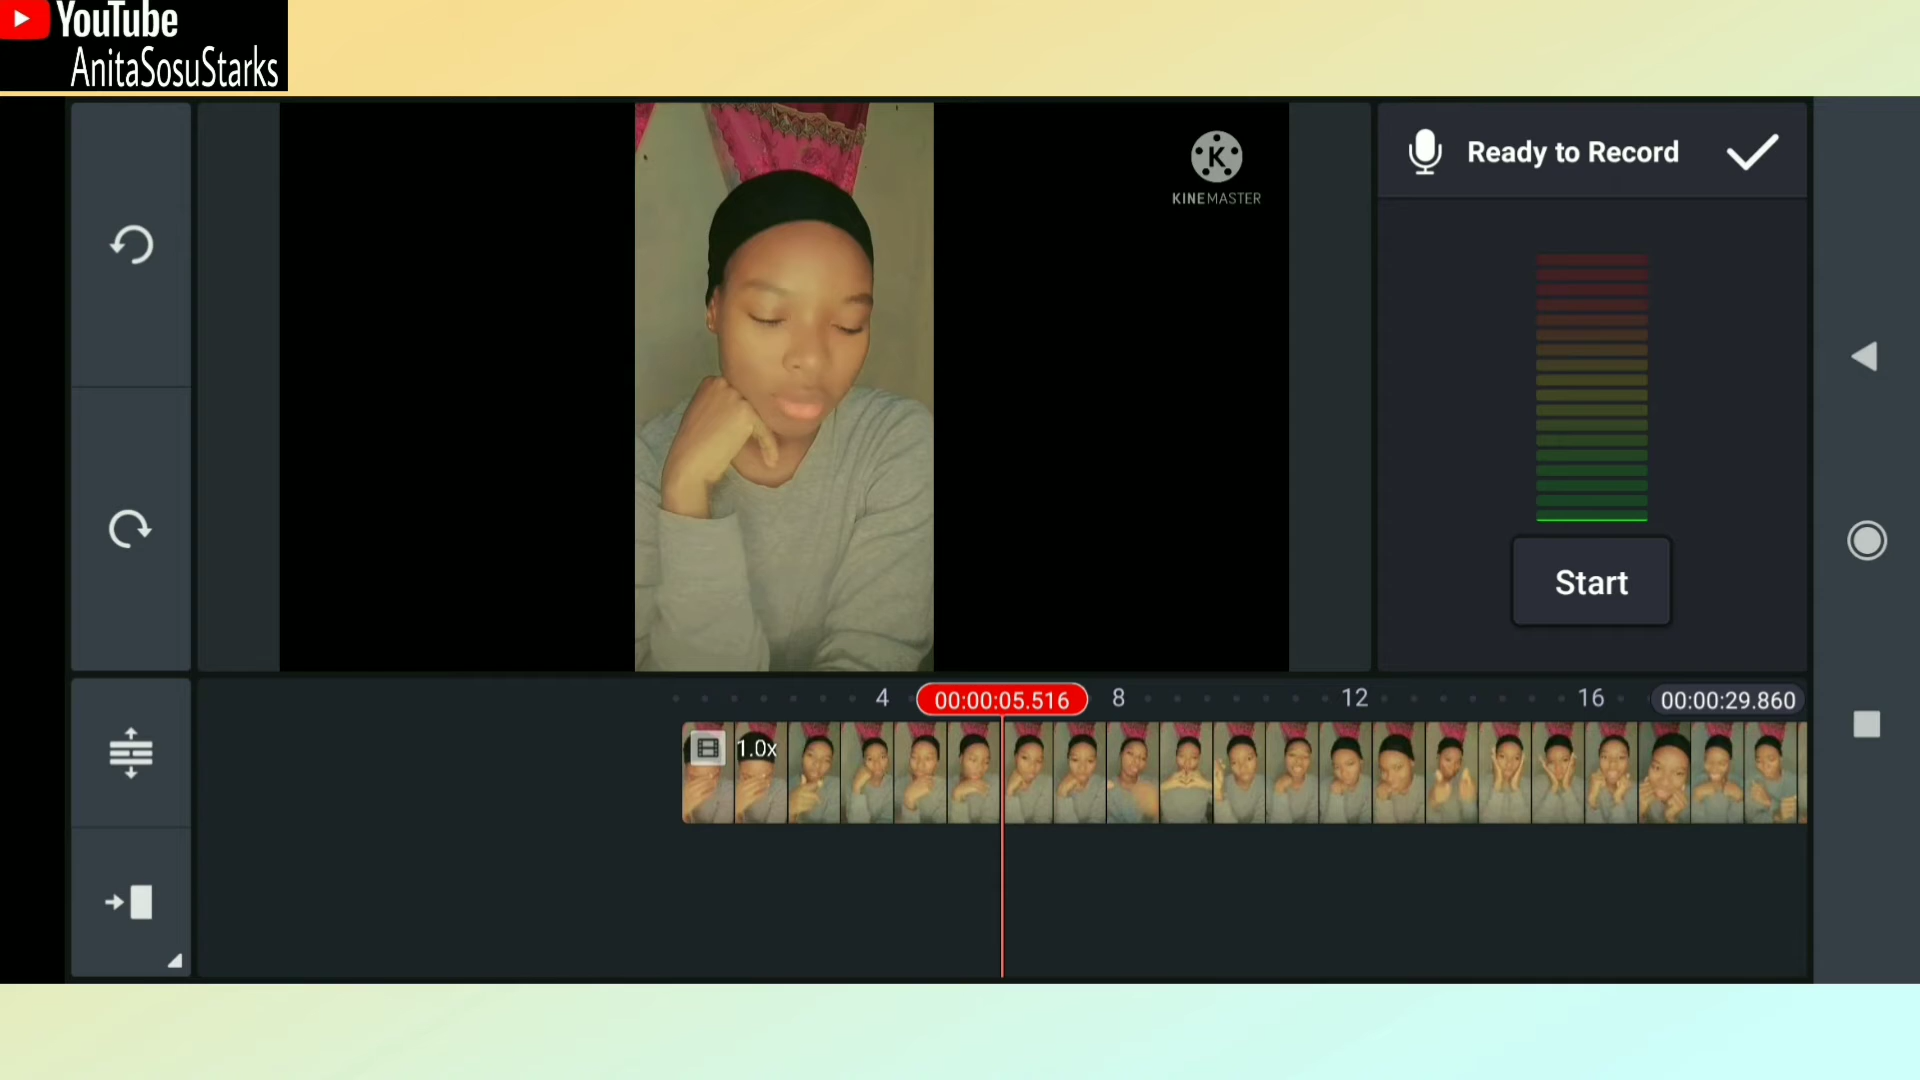 YouTube
AnitaSosuStarks
K
KINEMASTER
Ready to Record
Start
4
00:00:05.516
8
12
16
00:00:29.860
1.0x